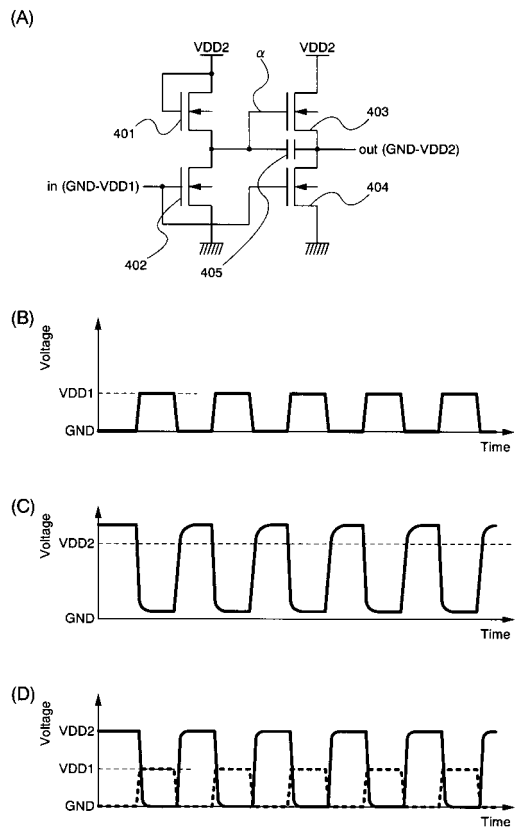 (A)
VDD2 VDD2
α
401 403
out (GND-VDD2)
in (GND-VDD1)
402 405 404
(B)
Voltage
VDD1
GND
Time
(C)
Voltage
VDD2
GND
Time
(D)
Voltage
VDD2
VDD1
GND
Time